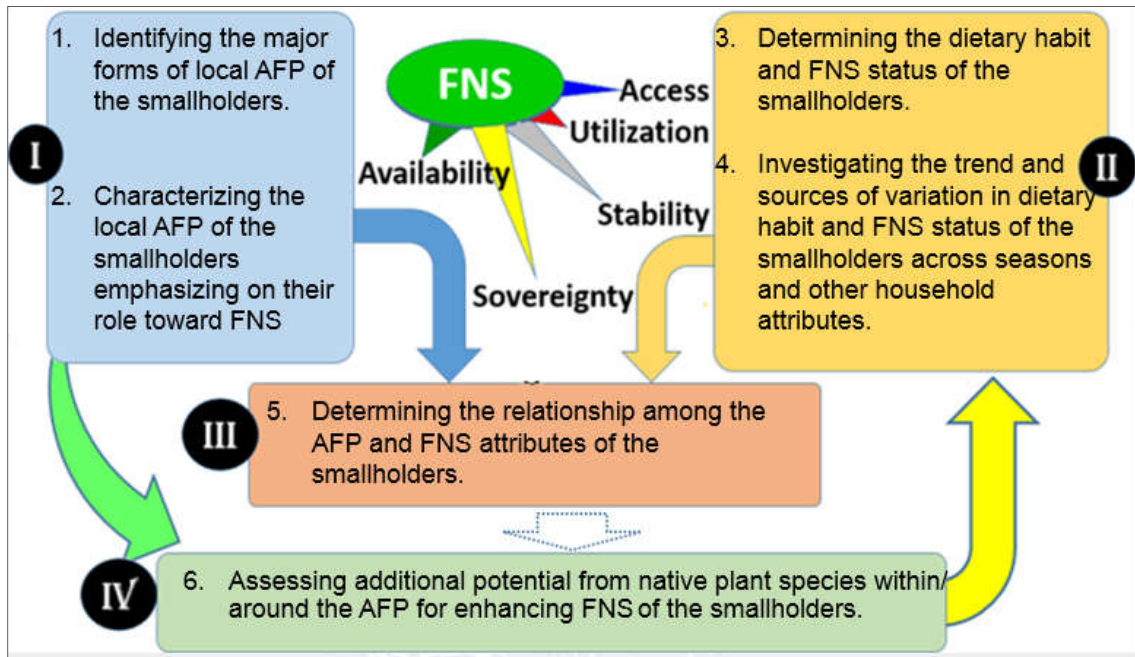 1. Identifying the major
forms of local AFP of
the smallholders.
I
2. Characterizing the
local AFP of the
smallholders
emphasizing on their
role toward FNS
FNS
Access
Utilization
Availability
Stability
Sovereignty
3. Determining the dietary habit
and FNS status of the
smallholders.
II
4. Investigating the trend and
sources of variation in dietary
habit and FNS status of the
smallholders across seasons
and other household
attributes.
III
5. Determining the relationship among the
AFP and FNS attributes of the
smallholders.
IV
6. Assessing additional potential from native plant species within/
around the AFP for enhancing FNS of the smallholders.